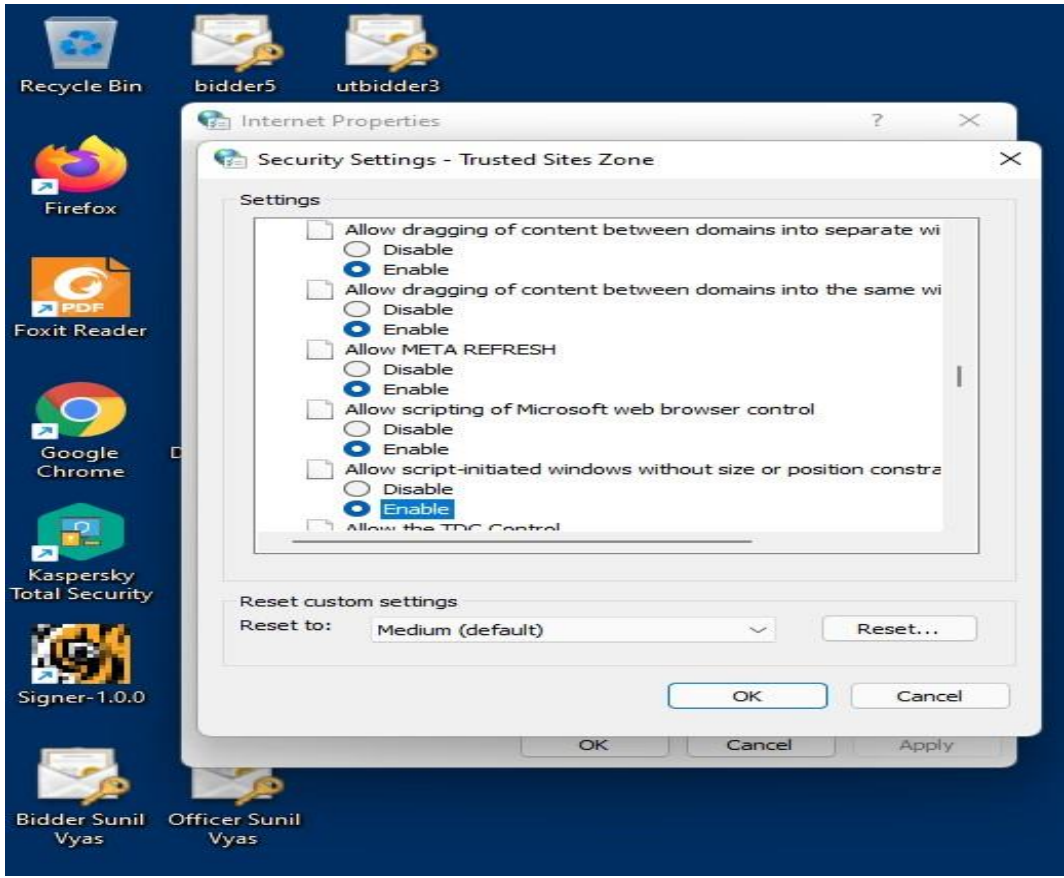 Recycle Bin
bidder5
utbidder3
Internet Properties
?
Security Settings - Trusted Sites Zone
Firefox
Settings
Allow dragging of content between domains into separate wi
Disable
Enable
Allow dragging of content between domains into the same wi
Disable
Enable
PDF
Foxit Reader
Allow META REFRESH
Disable
Enable
Allow scripting of Microsoft web browser control
Disable
Enable
Google
Chrome
D
Allow script-initiated windows without size or position constra
Disable
Enable
Allow the TDC Control
Kaspersky
Total Security
Reset custom settings
Reset to:
Medium (default)
Reset...
Signer-1.0.0
OK
Cancel
OK
Cancel
Apply
Bidder Sunil
Vyas
Officer Sunil
Vyas